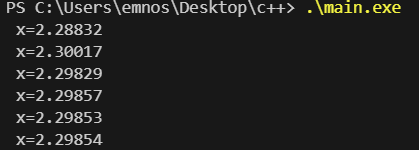 PS C:\Users\emnos\Desktop\c++> .\main.exe
x=2.28832
x=2.30017
x=2.29829
x=2.29857
x=2.29853
x=2.29854